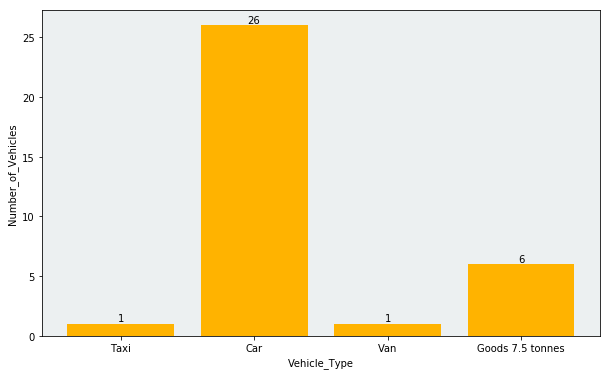 26
25
20
15
10
6
5
1
1
0
Taxi
Car
Van
Goods 7.5 tonnes
Number_of_Vehicles
Vehicle_Type